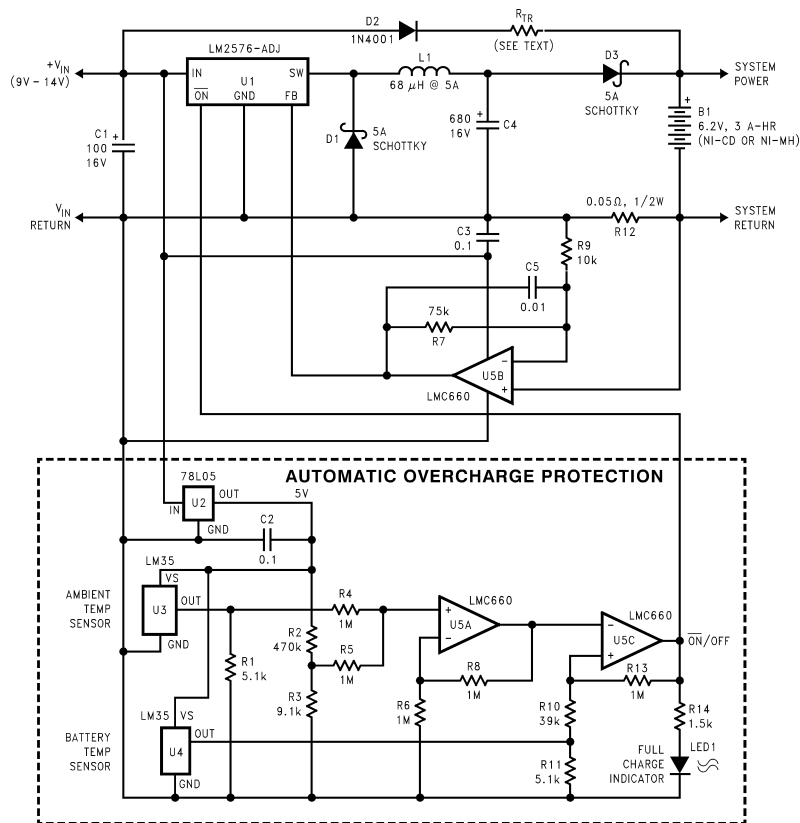 D2
1N4001
R_TR
(SEE TEXT)
LM2576-ADJ
+V_IN
(9V – 14V)
IN
U1
SW
ON
GND
FB
L1
68 µH @ 5A
D3
5A
SCHOTTKY
SYSTEM
POWER
C1
+
100
16V
D1
5A
SCHOTTKY
+
680
16V
C4
+
B1
6.2V, 3 A-HR
(NI-CD OR NI-MH)
V_IN
RETURN
0.05Ω, 1/2W
R12
SYSTEM
RETURN
C3
0.1
R9
10k
C5
0.01
75k
R7
–
U5B
+
LMC660
AUTOMATIC OVERCHARGE PROTECTION
78L05
IN
U2
OUT
GND
5V
C2
0.1
LM35
VS
AMBIENT
TEMP
SENSOR
U3
OUT
GND
R4
1M
R2
470k
R5
1M
R1
5.1k
R3
9.1k
LMC660
+
U5A
–
R8
1M
R6
1M
LMC660
–
U5C
+
ON/OFF
R13
1M
R10
39k
R14
1.5k
LM35
VS
BATTERY
TEMP
SENSOR
U4
OUT
GND
R11
5.1k
FULL
CHARGE
INDICATOR
LED1